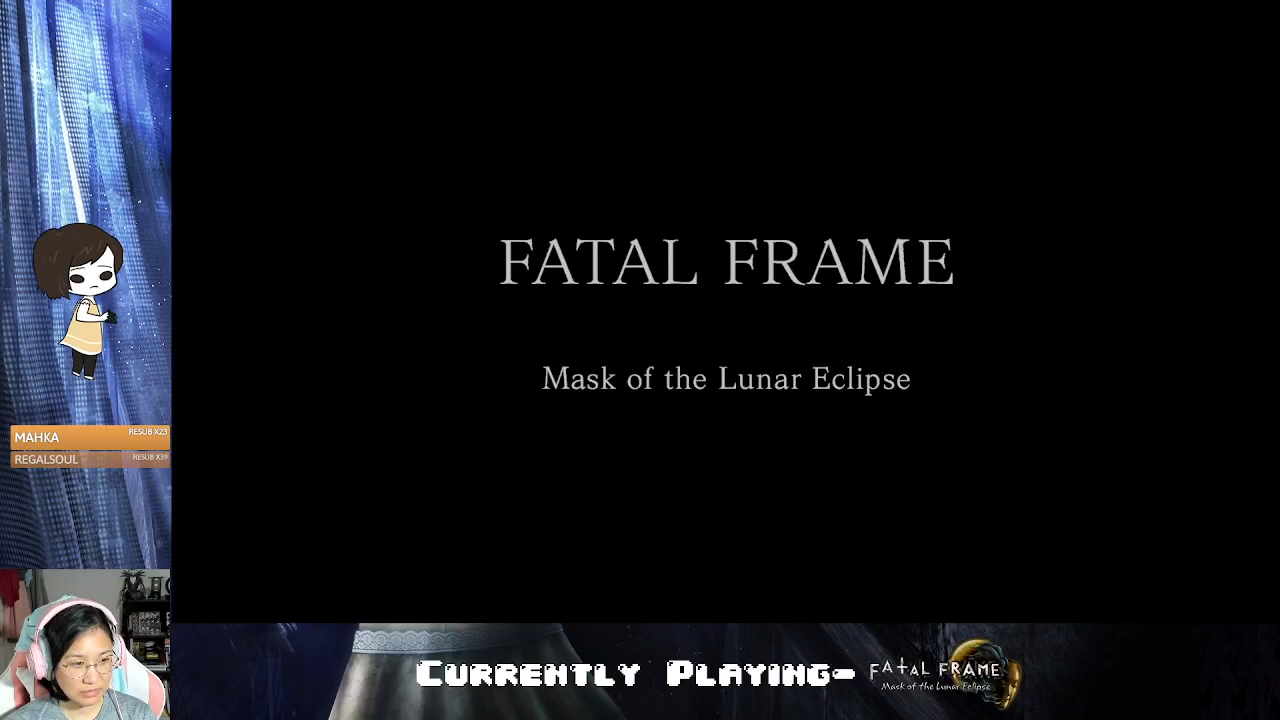 FATAL FRAME
Mask of the Lunar Eclipse
MAHKA RESUB X23
REGALSOUL RESUB X39
CURRENTLY PLAYING-
FATAL FRAME
Mask of the Lunar Eclipse